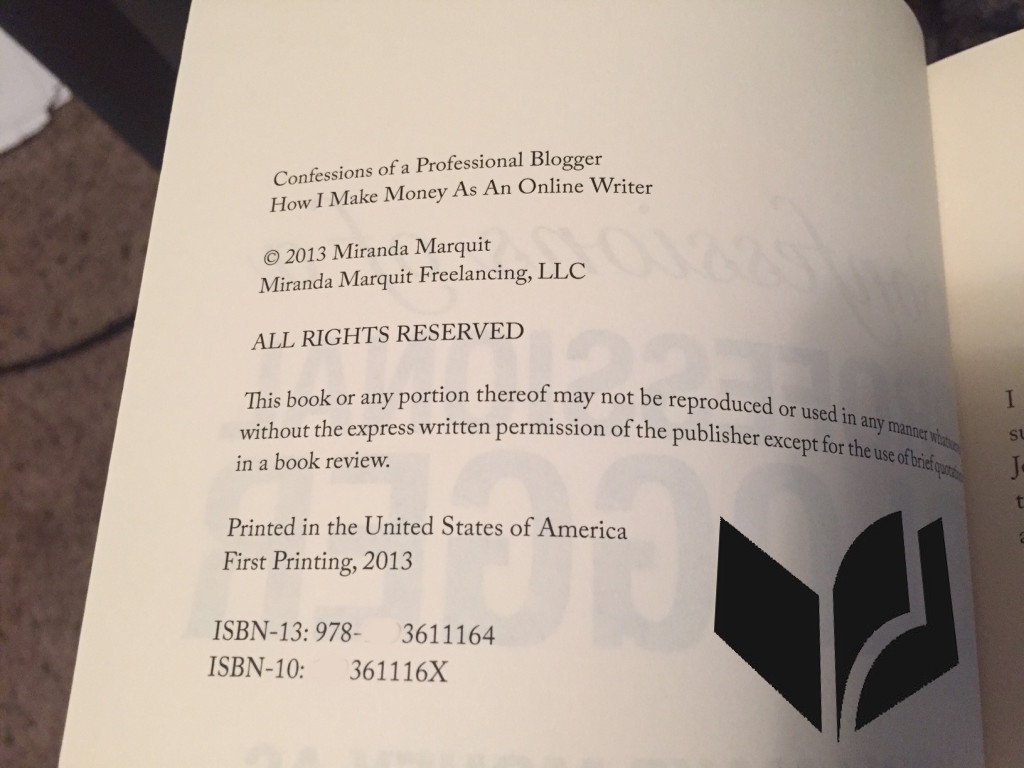 Confessions of a Professional Blogger
How I Make Money As An Online Writer
© 2013 Miranda Marquit
Miranda Marquit Freelancing, LLC
ALL RIGHTS RESERVED
This book or any portion thereof may not be reproduced or used in any manner
without the express written permission of the publisher except for the use of brief
in a book review.
Printed in the United States of America
First Printing, 2013
ISBN-13: 978- 3611164
ISBN-10: 361116X
I